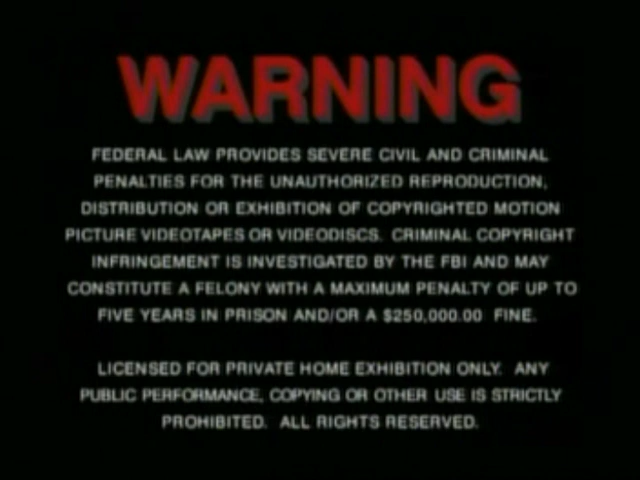 WARNING
FEDERAL LAW PROVIDES SEVERE CIVIL AND CRIMINAL
PENALTIES FOR THE UNAUTHORIZED REPRODUCTION,
DISTRIBUTION OR EXHIBITION OF COPYRIGHTED MOTION
PICTURE VIDEOTAPES OR VIDEODISCS. CRIMINAL COPYRIGHT
INFRINGEMENT IS INVESTIGATED BY THE FBI AND MAY
CONSTITUTE A FELONY WITH A MAXIMUM PENALTY OF UP TO
FIVE YEARS IN PRISON AND/OR A $250,000.00 FINE.
LICENSED FOR PRIVATE HOME EXHIBITION ONLY. ANY
PUBLIC PERFORMANCE, COPYING OR OTHER USE IS STRICTLY
PROHIBITED. ALL RIGHTS RESERVED.